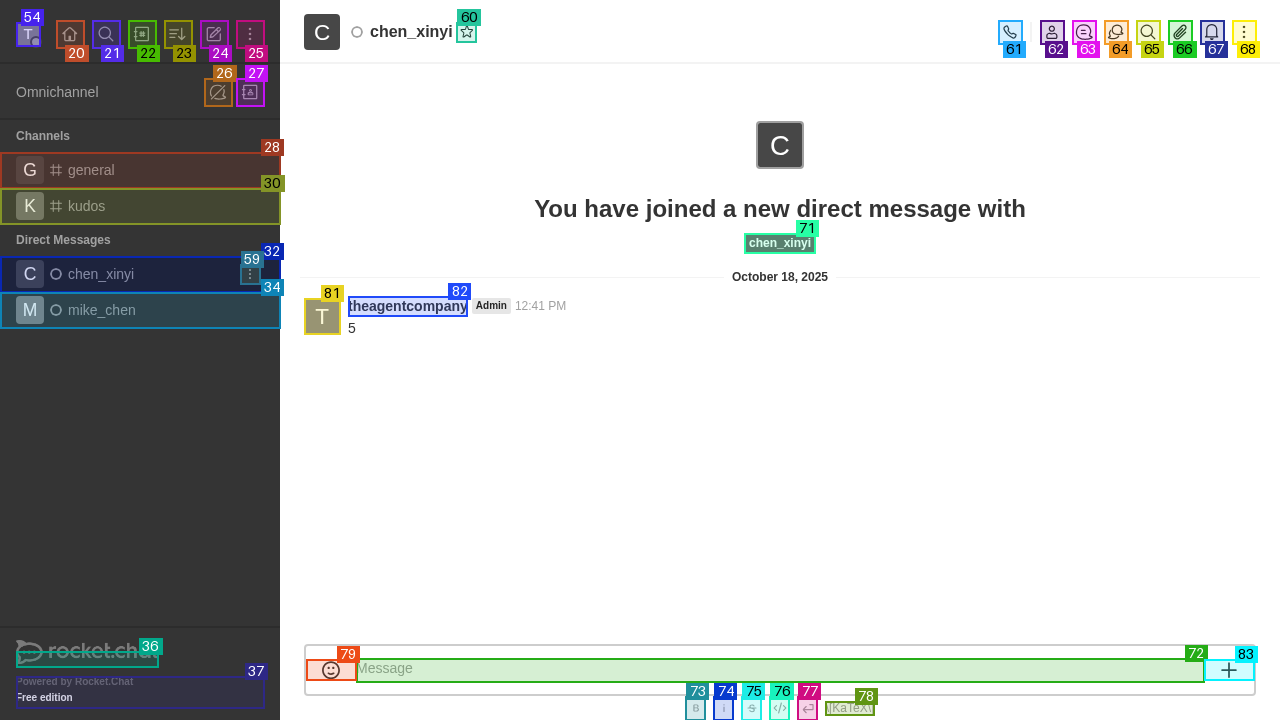 54
T
20
21
22
23
24
25
Omnichannel
26
27
Channels
28
G general
30
K kudos
Direct Messages
32
C chen_xinyi
59
34
M mike_chen
rocket.chat
36
37
Powered by Rocket.Chat
Free edition
C chen_xinyi
60
61
62
63
64
65
66
67
68
C
You have joined a new direct message with
71
chen_xinyi
October 18, 2025
81
82
T
theagentcompany Admin 12:41 PM
5
79
72
83
Message
73
74
75
76
77
78
B
i
S
</>
\[KaTeX\]